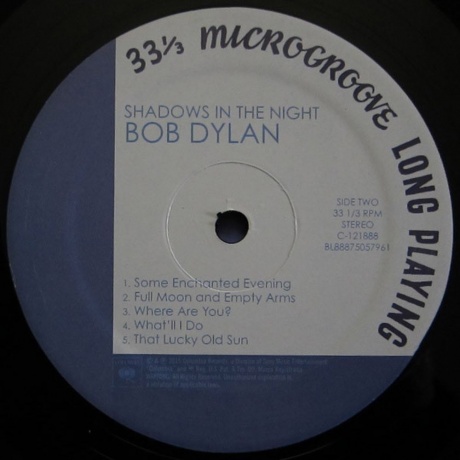 33⅓ MICROGROOVE LONG PLAYING
SHADOWS IN THE NIGHT
BOB DYLAN
SIDE TWO
33 1/3 RPM
STEREO
C-121888
BL88875057961
1. Some Enchanted Evening
2. Full Moon and Empty Arms
3. Where Are You?
4. What'll I Do
5. That Lucky Old Sun